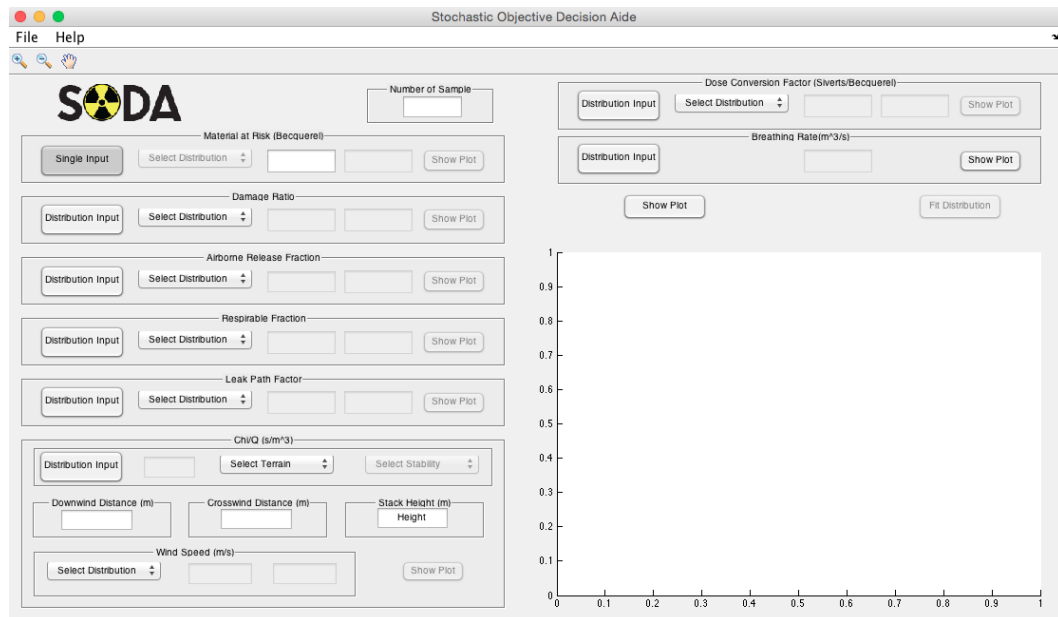 Stochastic Objective Decision Aide
File Help
SODA
Number of Sample
Material at Risk (Becquerel)
Single Input Select Distribution Show Plot
Damage Ratio
Distribution Input Select Distribution Show Plot
Airborne Release Fraction
Distribution Input Select Distribution Show Plot
Respirable Fraction
Distribution Input Select Distribution Show Plot
Leak Path Factor
Distribution Input Select Distribution Show Plot
Chi/Q (s/m^3)
Distribution Input Select Terrain Select Stability
Downwind Distance (m) Crosswind Distance (m) Stack Height (m)
Height
Wind Speed (m/s)
Select Distribution Show Plot
Dose Conversion Factor (Siverts/Becquerel)
Distribution Input Select Distribution Show Plot
Breathing Rate(m^3/s)
Distribution Input Show Plot
Show Plot Fit Distribution
1
0.9
0.8
0.7
0.6
0.5
0.4
0.3
0.2
0.1
0
0 0.1 0.2 0.3 0.4 0.5 0.6 0.7 0.8 0.9 1